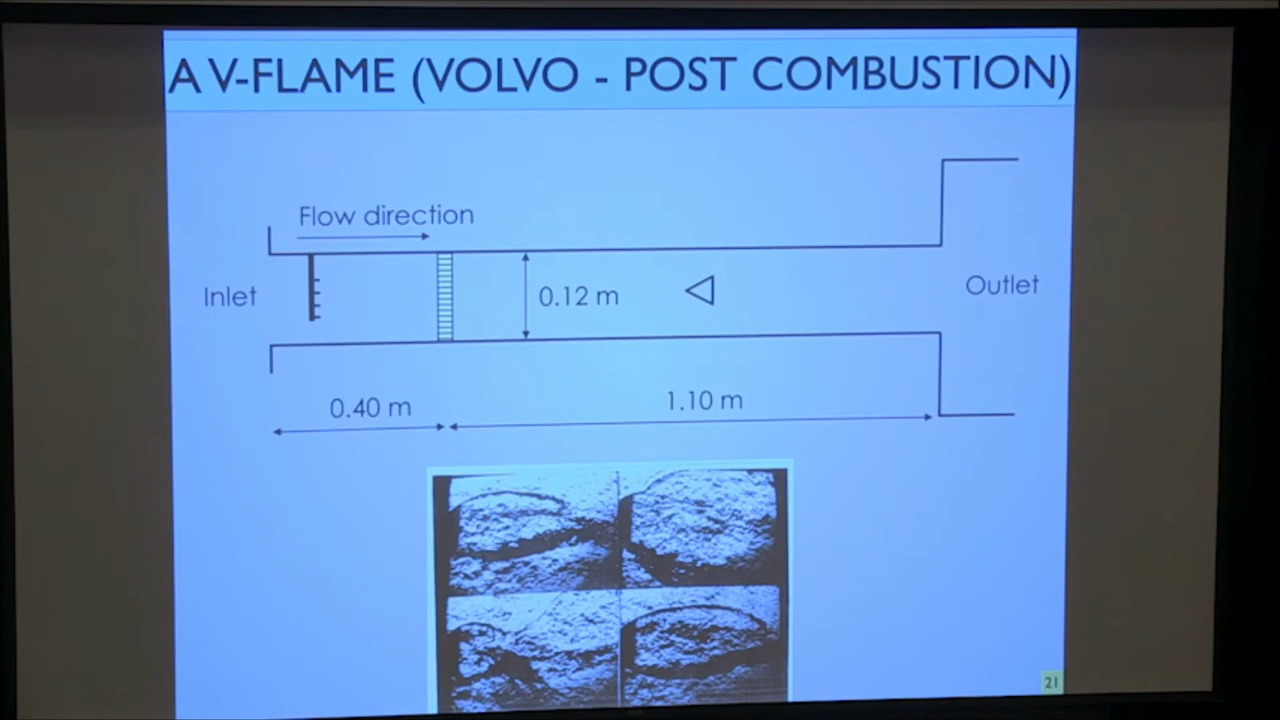 A V-FLAME (VOLVO - POST COMBUSTION)
Flow direction
Inlet
0.12 m
Outlet
0.40 m
1.10 m
21